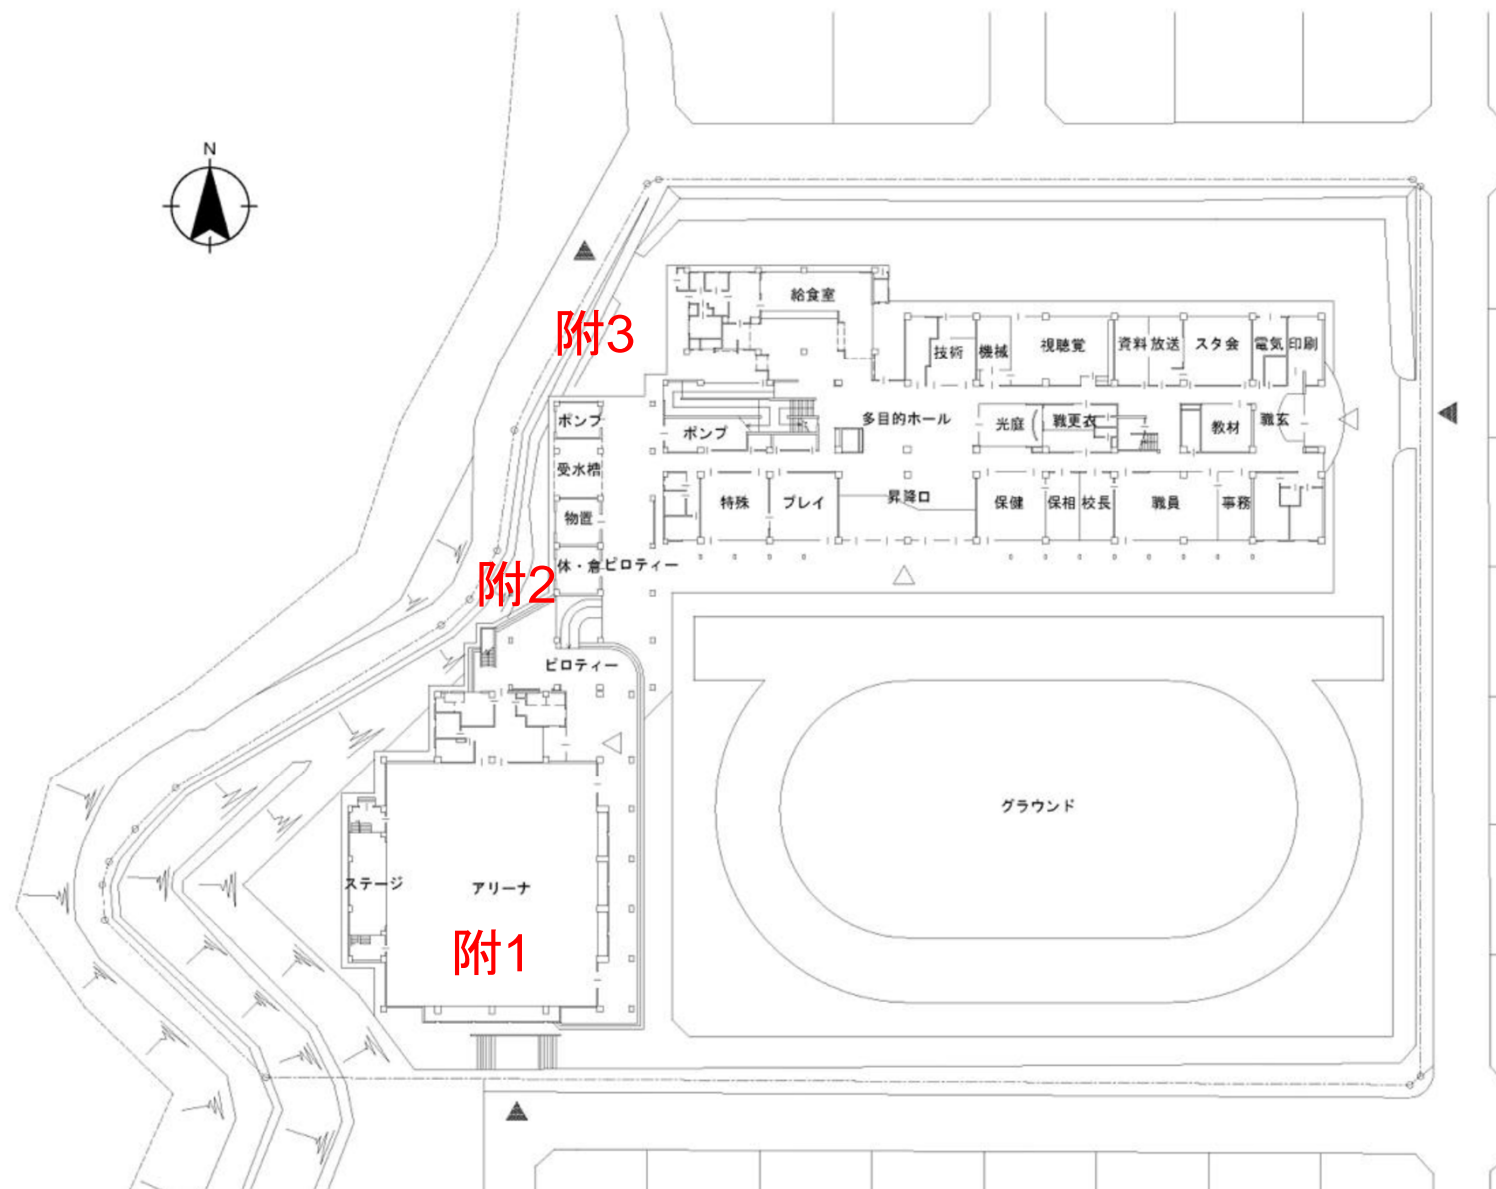 N
附3
給食室
技術
機械
視聴覚
資料
放送
スタ会
電気
印刷
ポンプ
ポンプ
多目的ホール
光庭
職更衣
教材
職玄
受水槽
特殊
プレイ
昇降口
保健
保相
校長
職員
事務
物置
附2
体・倉
ピロティー
ピロティー
グラウンド
ステージ
アリーナ
附1